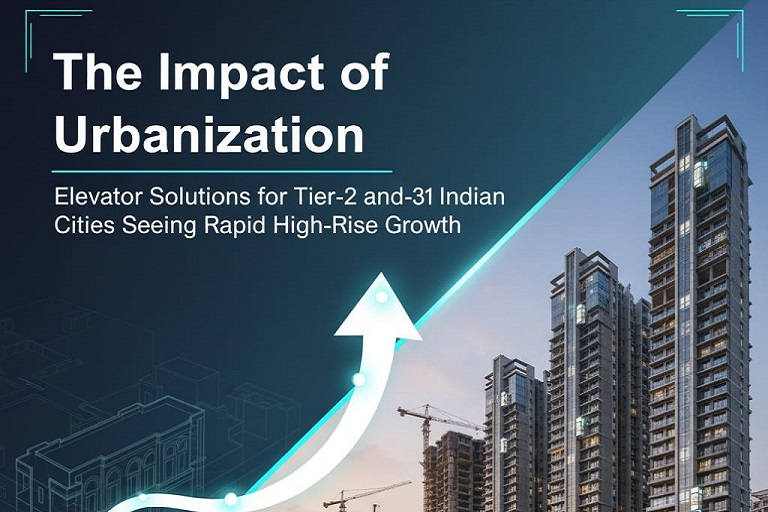 The Impact of
Urbanization
Elevator Solutions for Tier-2 and-31 Indian
Cities Seeing Rapid High-Rise Growth